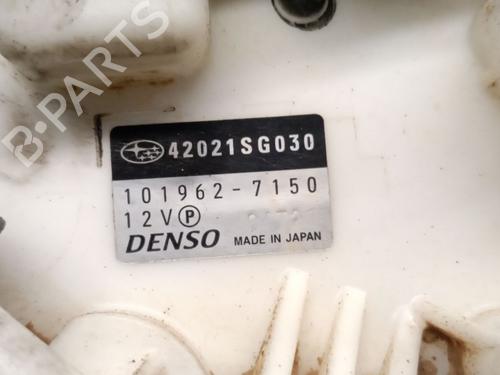 B-PARTS
42021SG030
101962-7150
12V P
DENSO MADE IN JAPAN